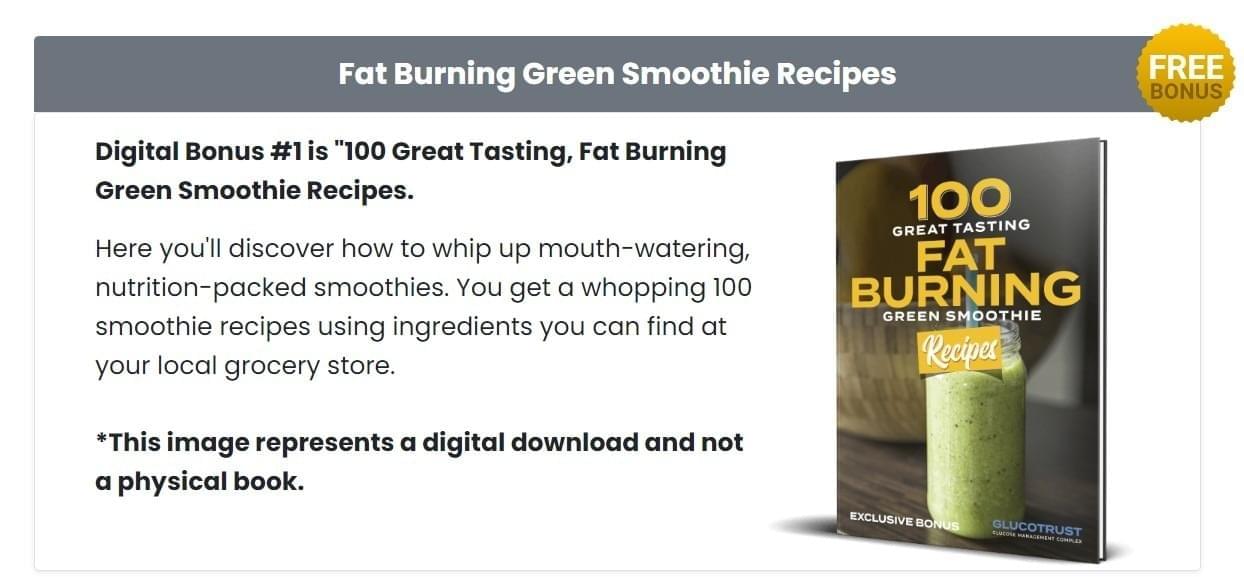 Fat Burning Green Smoothie Recipes
FREE
BONUS
Digital Bonus #1 is "100 Great Tasting, Fat Burning
Green Smoothie Recipes.
Here you'll discover how to whip up mouth-watering,
nutrition-packed smoothies. You get a whopping 100
smoothie recipes using ingredients you can find at
your local grocery store.
*This image represents a digital download and not
a physical book.
100
GREAT TASTING
FAT
BURNING
GREEN SMOOTHIE
Recipes
EXCLUSIVE BONUS
GLUCOTRUST
GLUCOSE MANAGEMENT COMPLEX